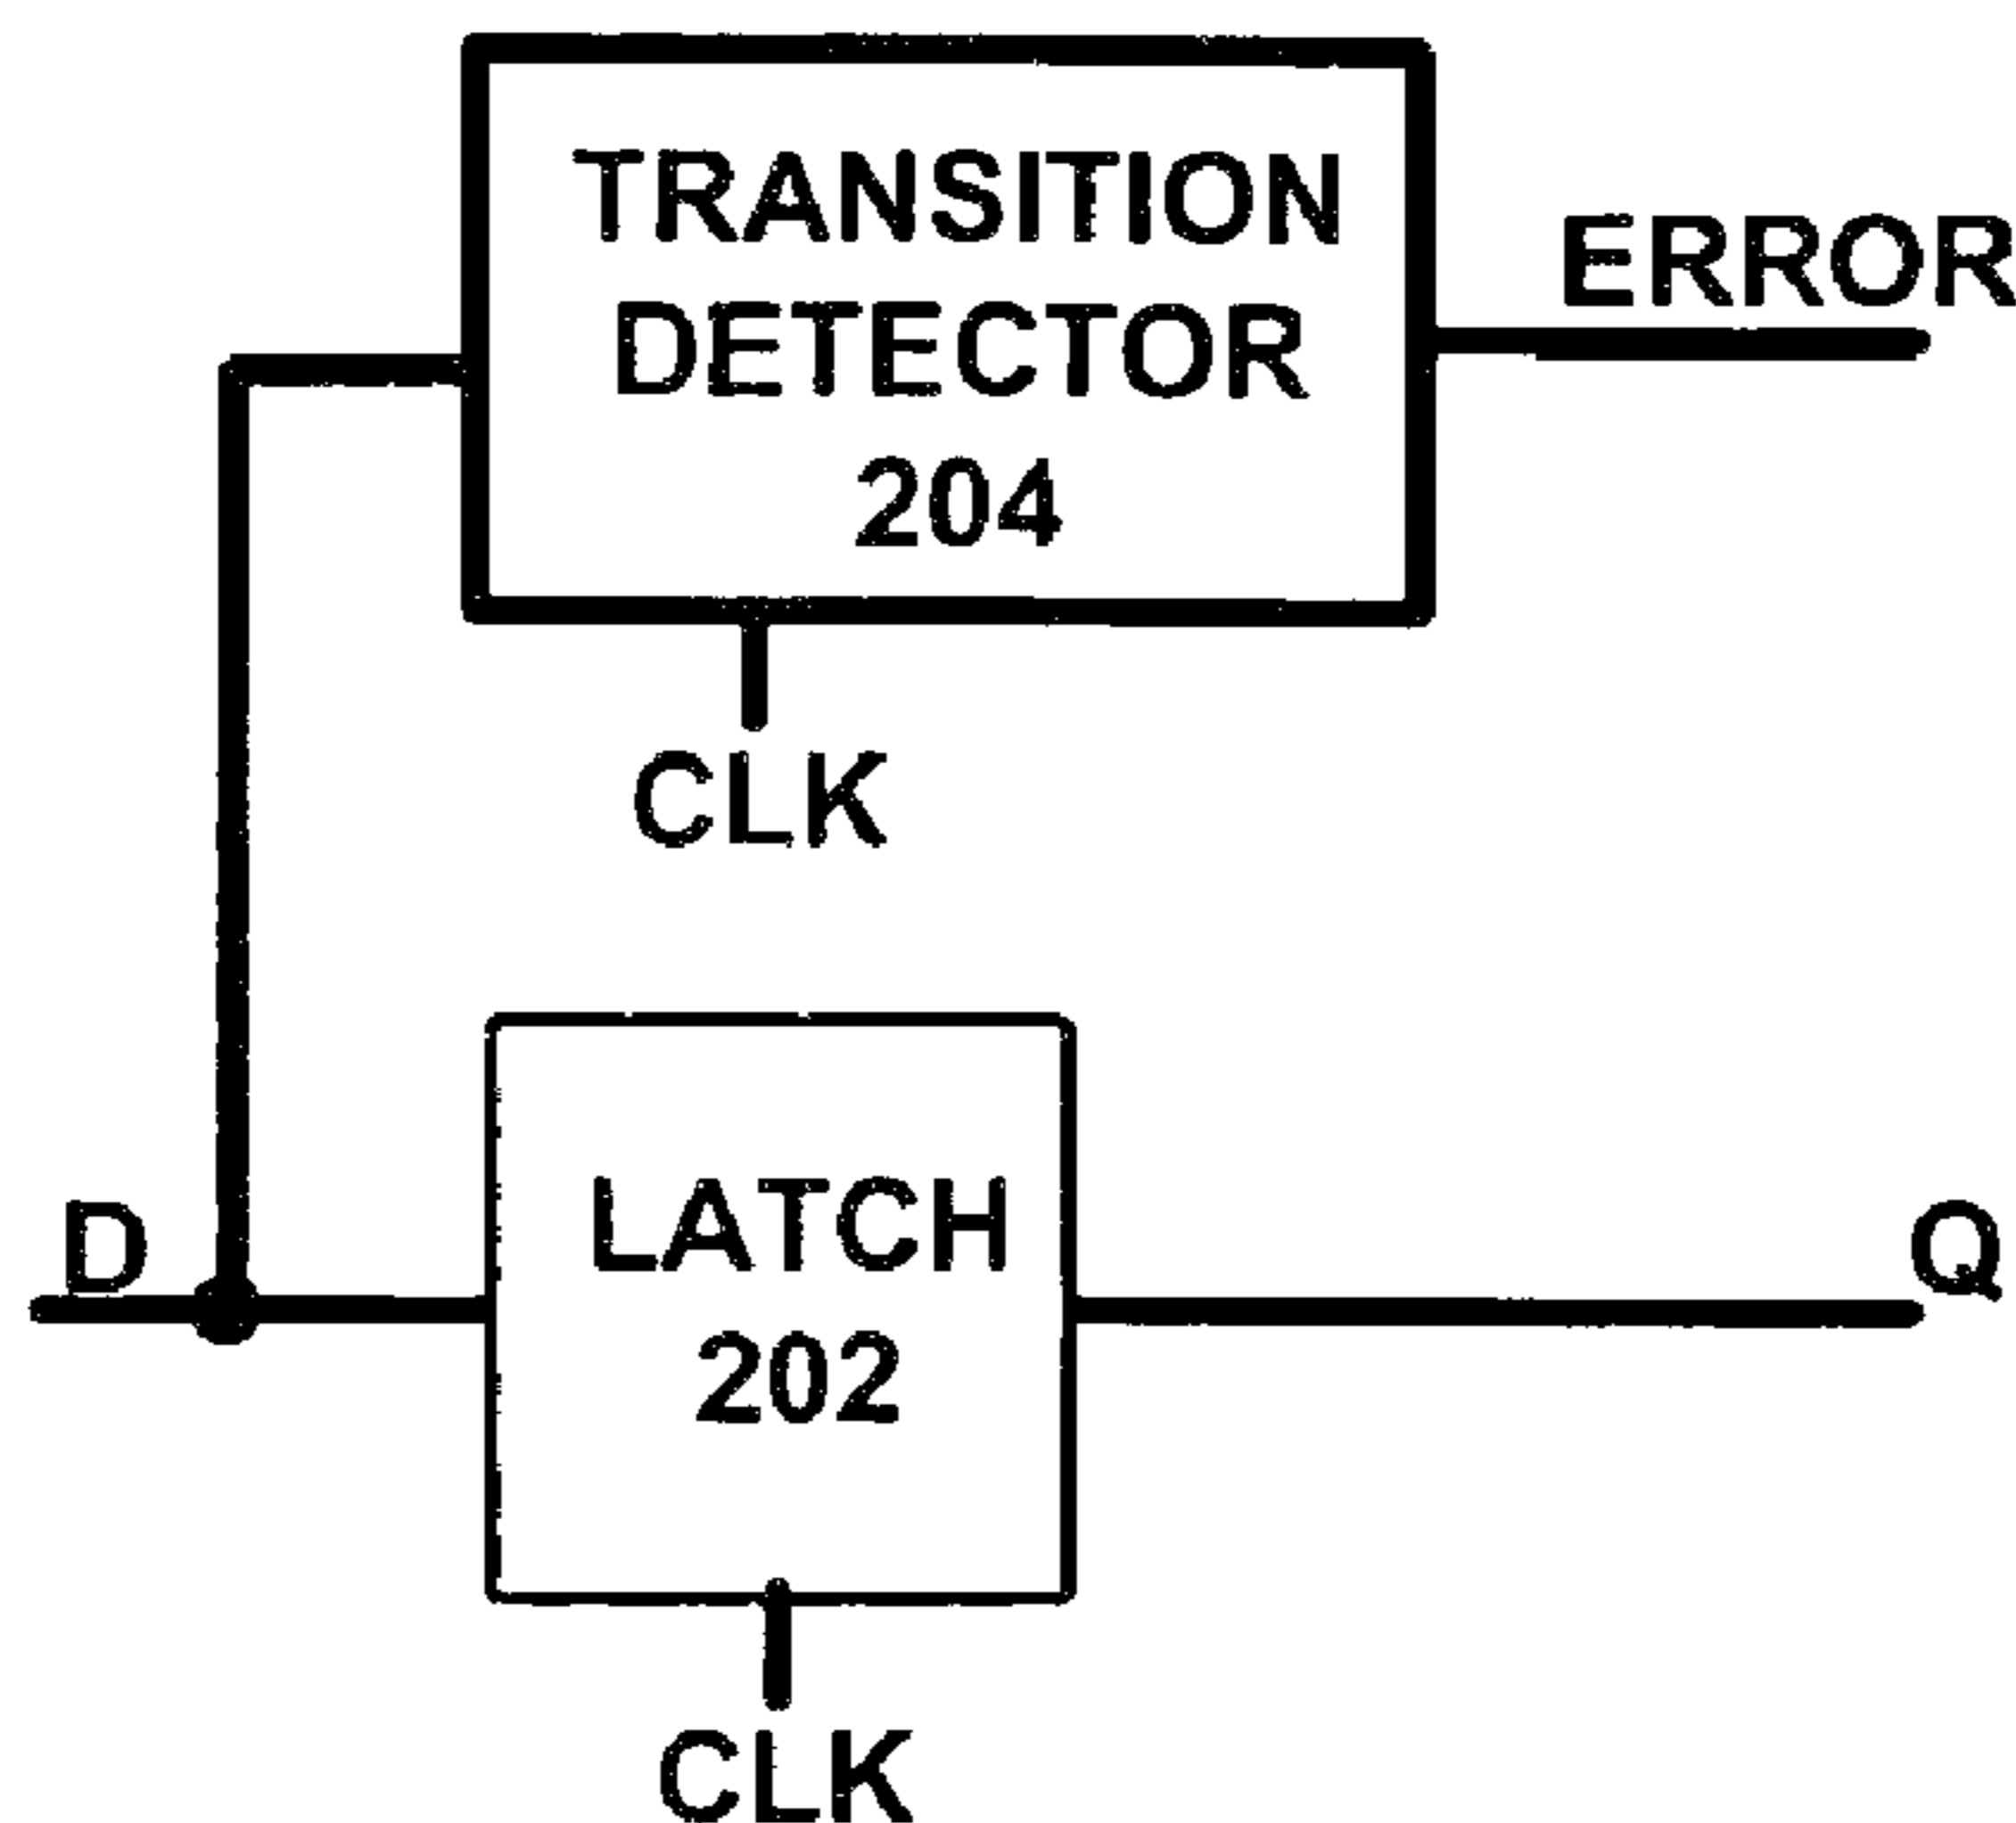 TRANSITION
DETECTOR
204
ERROR
CLK
D
LATCH
202
Q
CLK